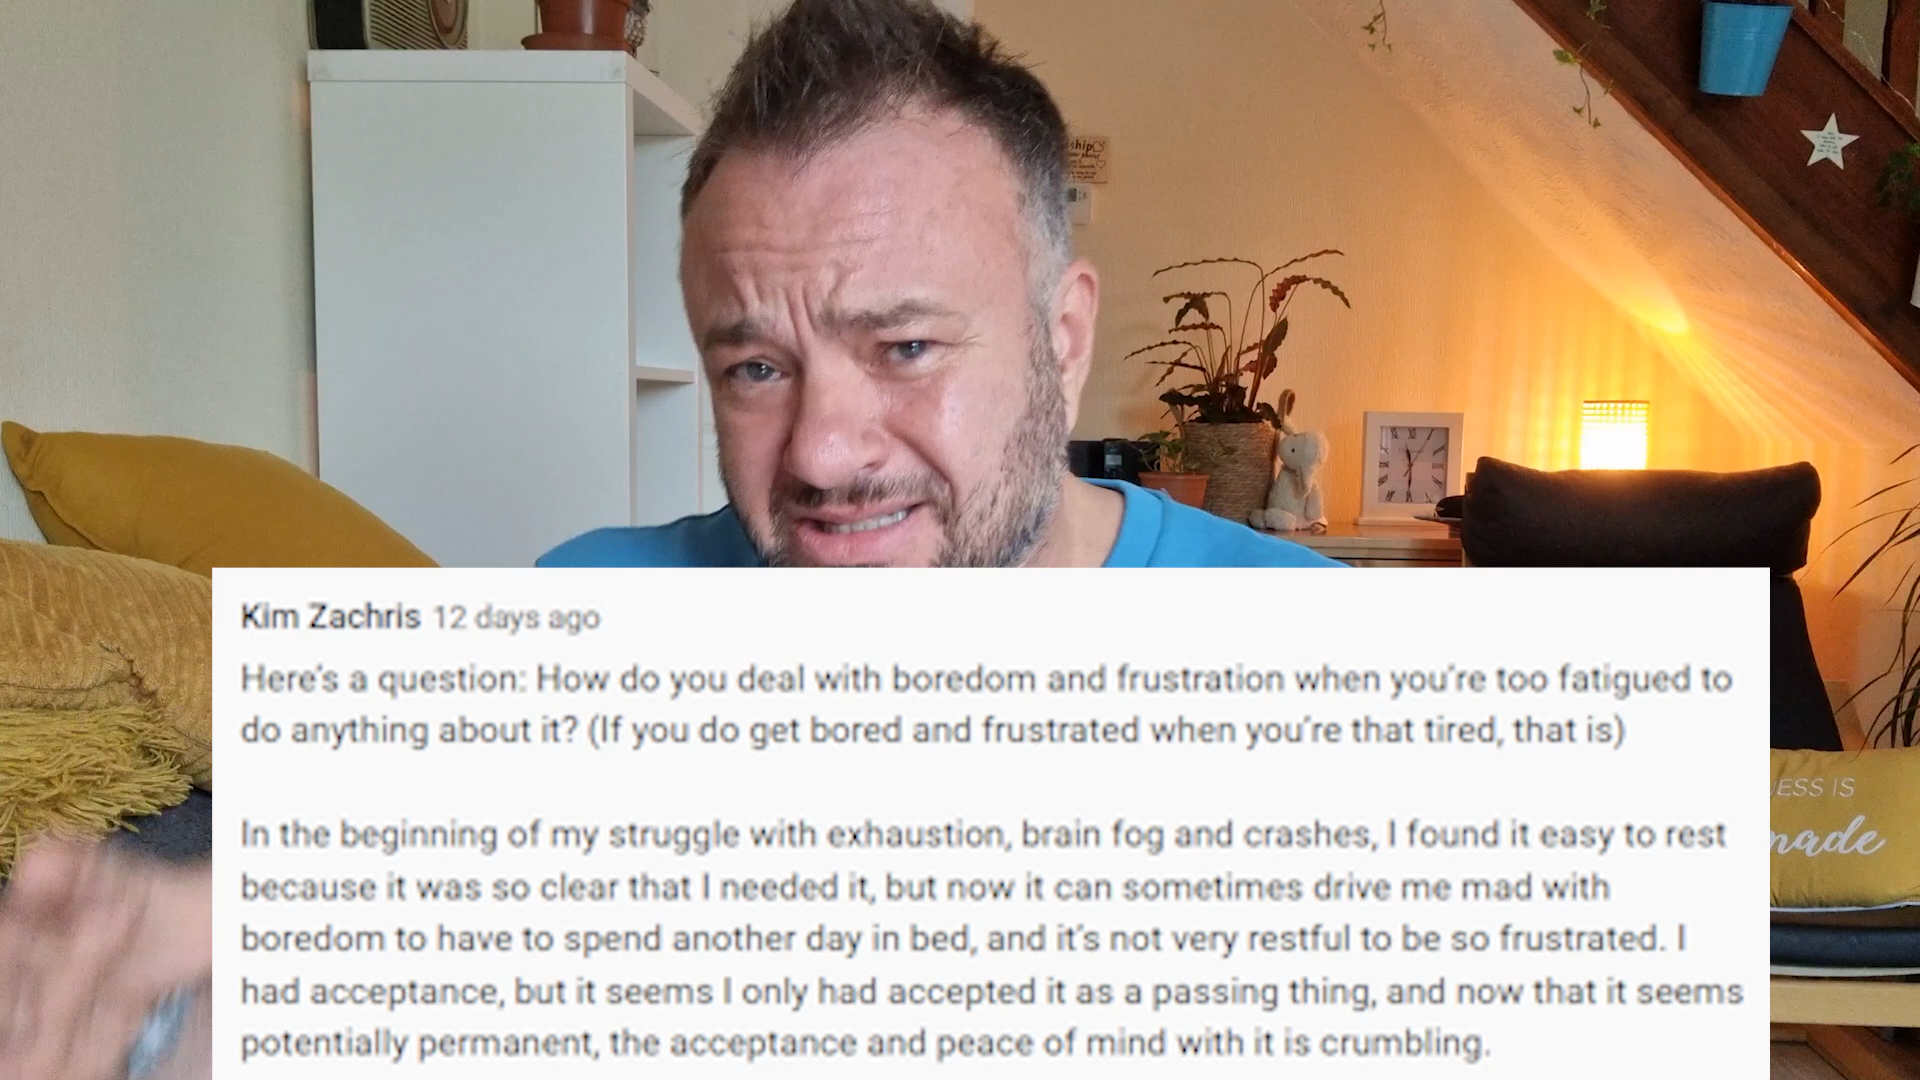 ship
Kim Zachris 12 days ago
Here's a question: How do you deal with boredom and frustration when you're too fatigued to
do anything about it? (If you do get bored and frustrated when you're that tired, that is)
In the beginning of my struggle with exhaustion, brain fog and crashes, I found it easy to rest
because it was so clear that I needed it, but now it can sometimes drive me mad with
boredom to have to spend another day in bed, and it's not very restful to be so frustrated. I
had acceptance, but it seems I only had accepted it as a passing thing, and now that it seems
potentially permanent, the acceptance and peace of mind with it is crumbling.
NESS IS
made